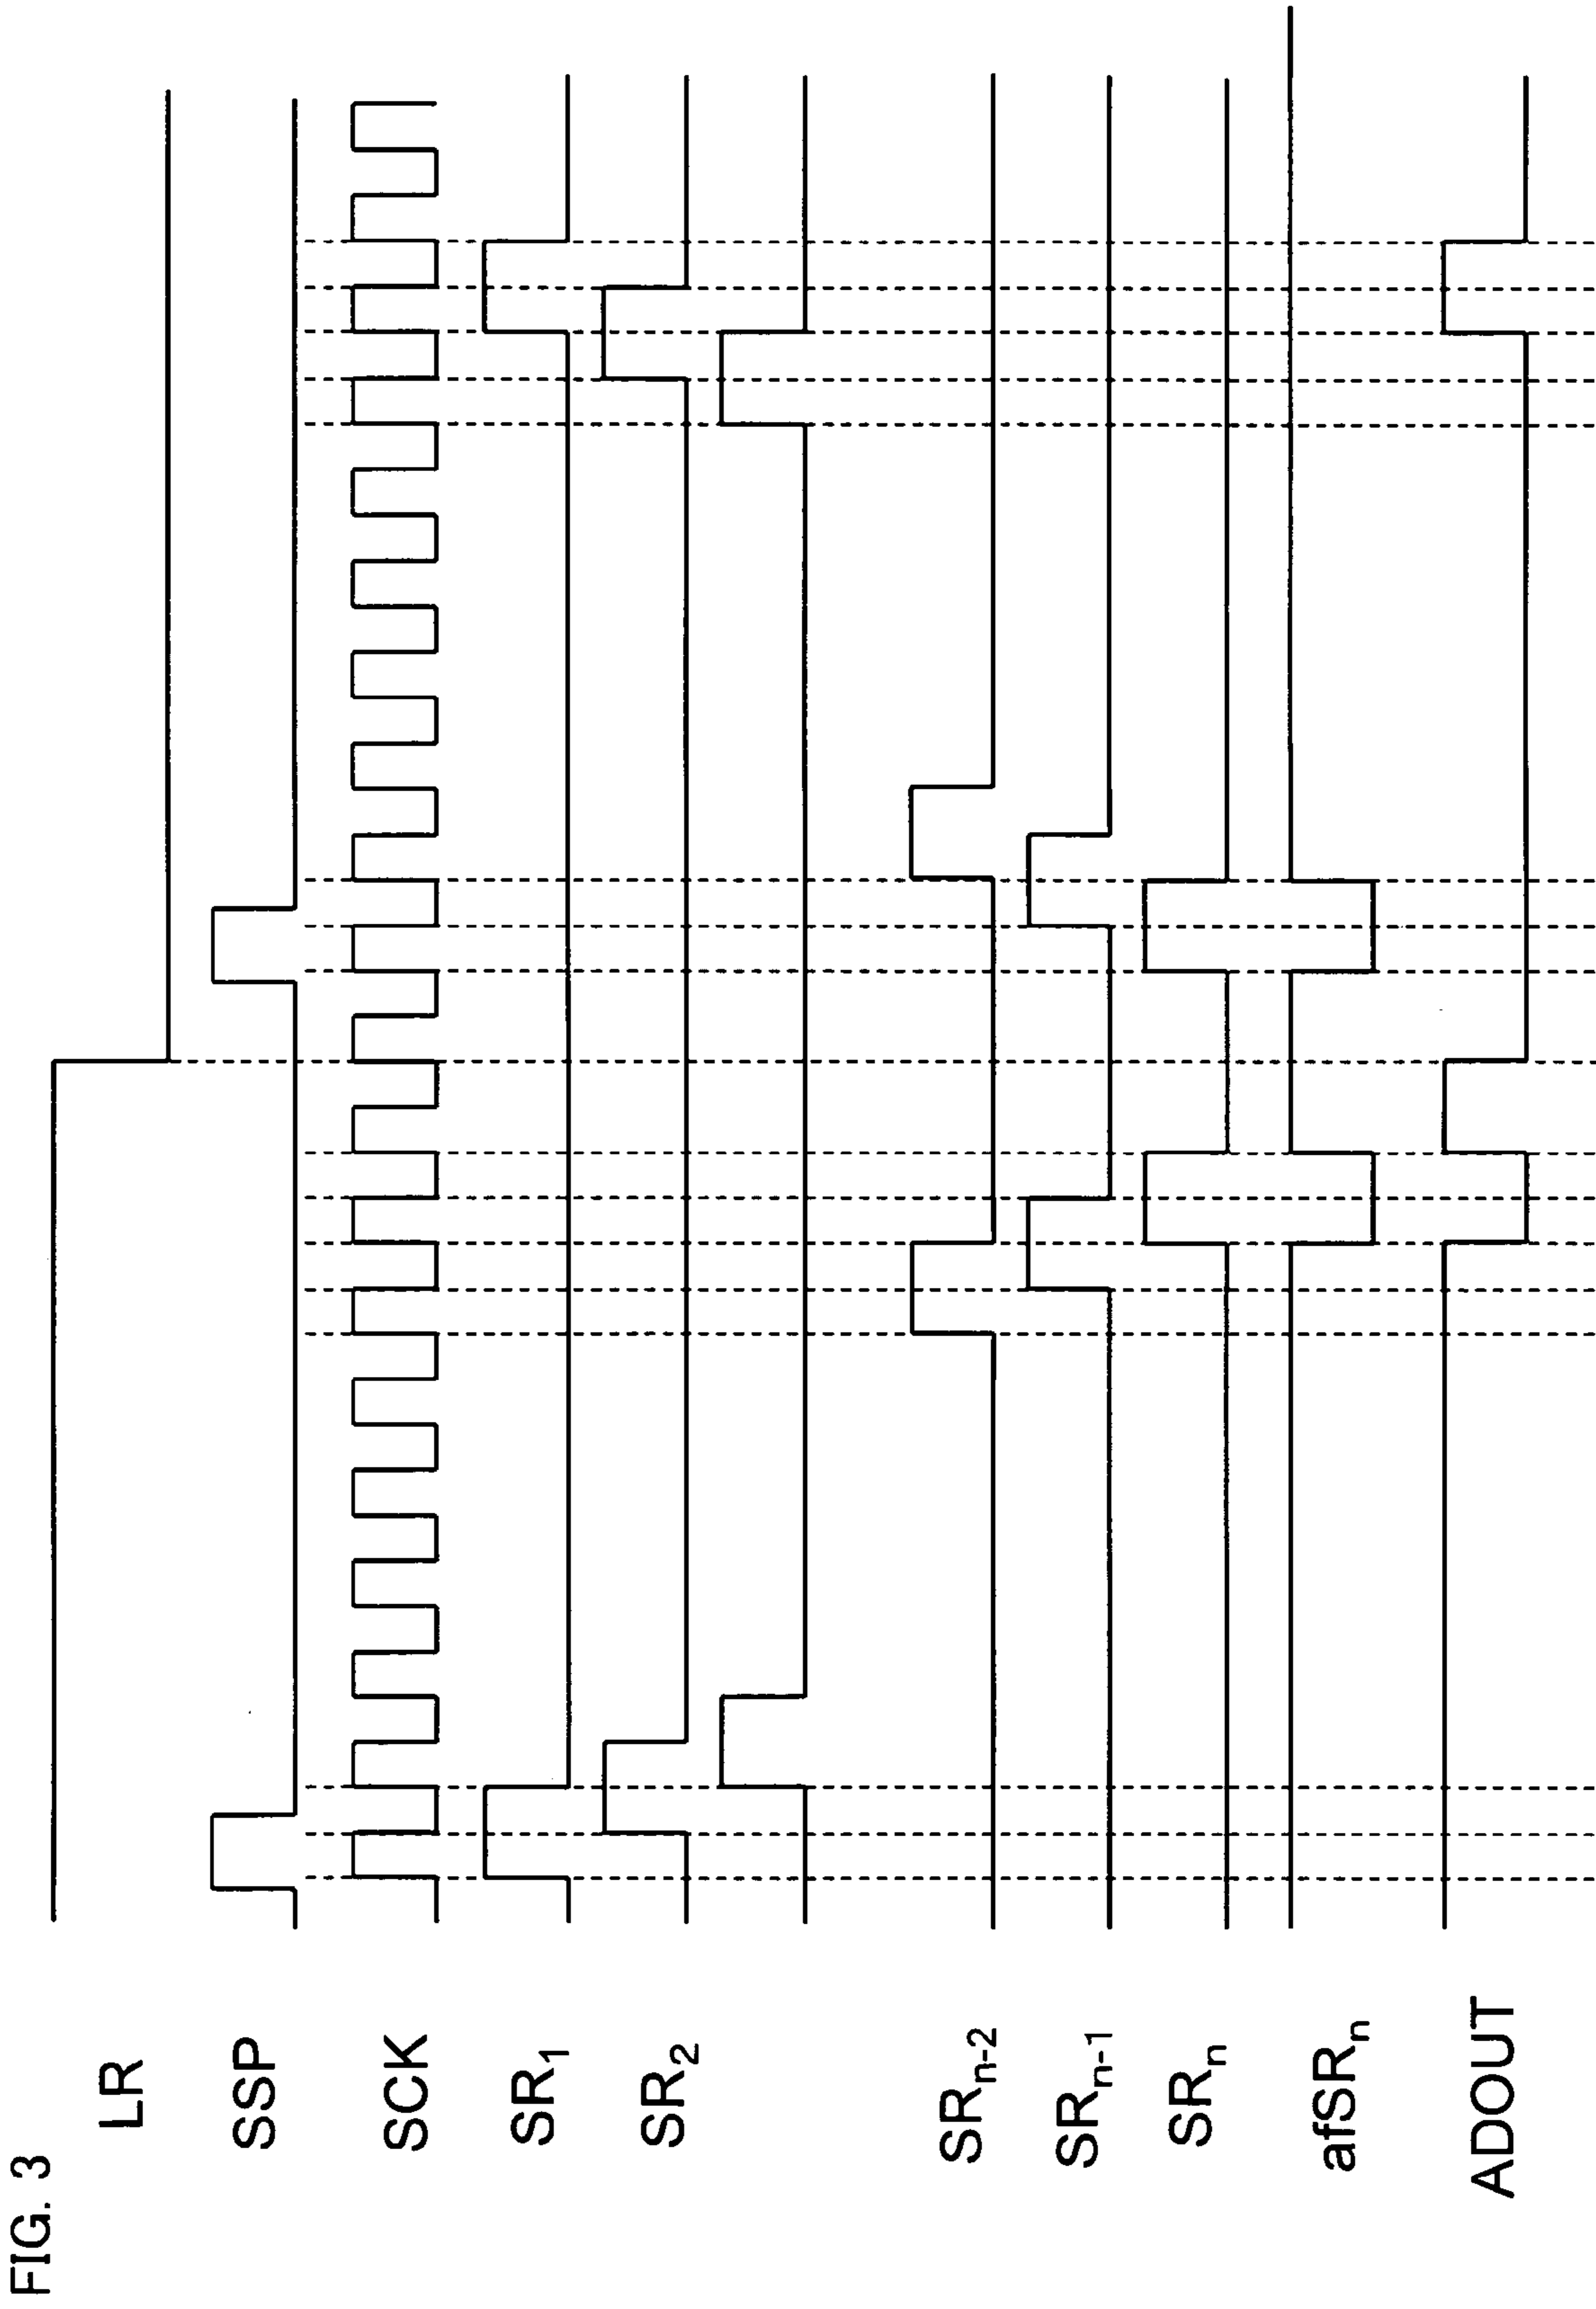 FIG. 3
LR
SSP
SCK
SR1
SR2
SRn-2
SRn-1
SRn
afSRn
ADOUT